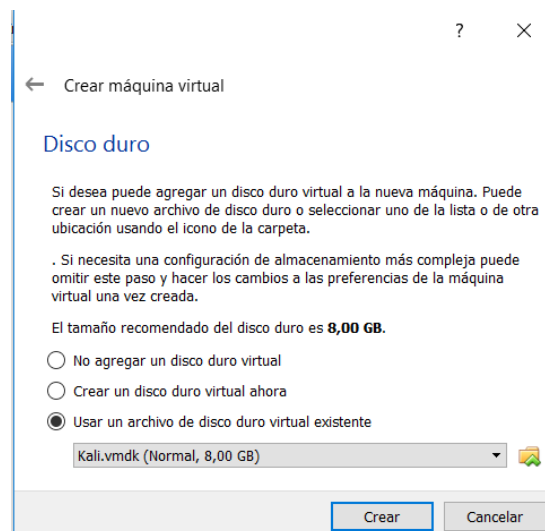 ?
Crear máquina virtual
Disco duro
Si desea puede agregar un disco duro virtual a la nueva máquina. Puede
crear un nuevo archivo de disco duro o seleccionar uno de la lista o de otra
ubicación usando el icono de la carpeta.
. Si necesita una configuración de almacenamiento más compleja puede
omitir este paso y hacer los cambios a las preferencias de la máquina
virtual una vez creada.
El tamaño recomendado del disco duro es 8,00 GB.
No agregar un disco duro virtual
Crear un disco duro virtual ahora
Usar un archivo de disco duro virtual existente
Kali.vmdk (Normal, 8,00 GB)
Crear Cancelar